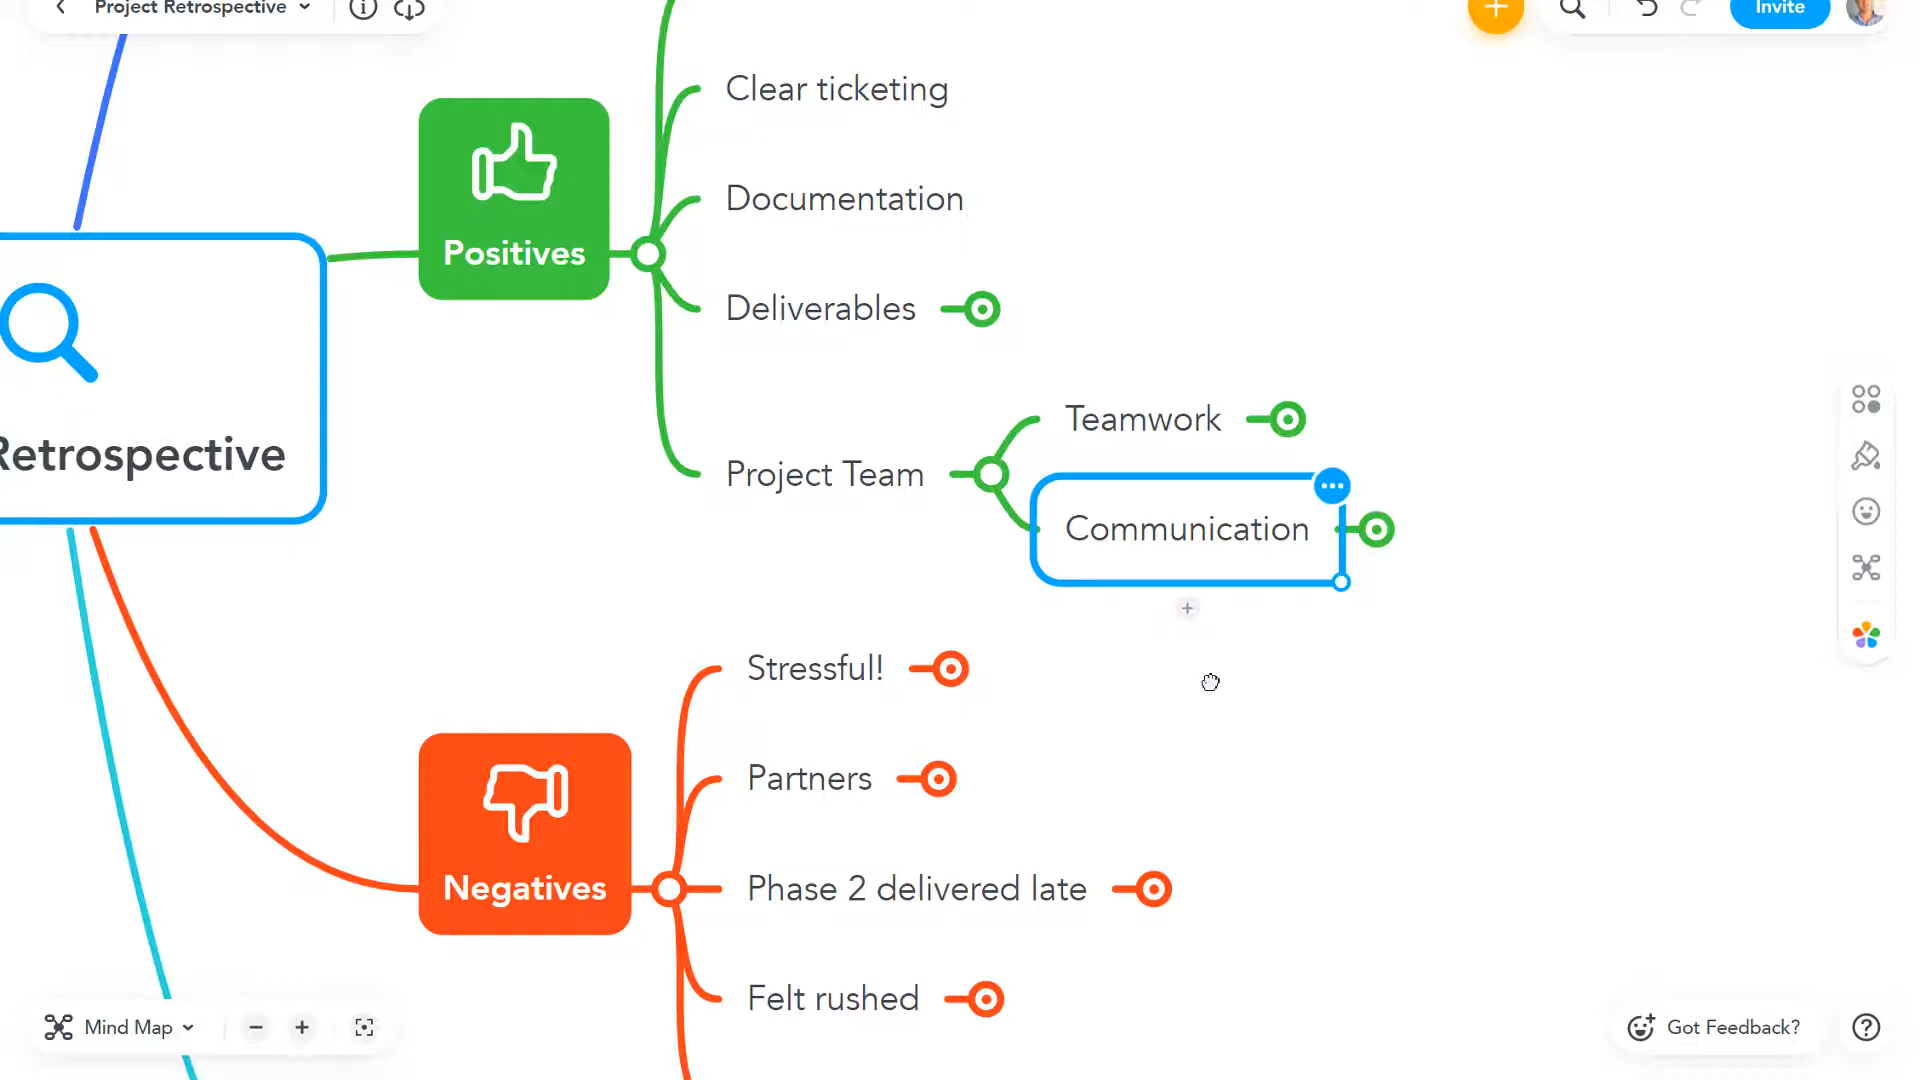 Project Retrospective
Invite
Clear ticketing
Documentation
Positives
Deliverables
Teamwork
Retrospective
Project Team
Communication
Stressful!
Partners
Negatives
Phase 2 delivered late
Felt rushed
Mind Map
Got Feedback?